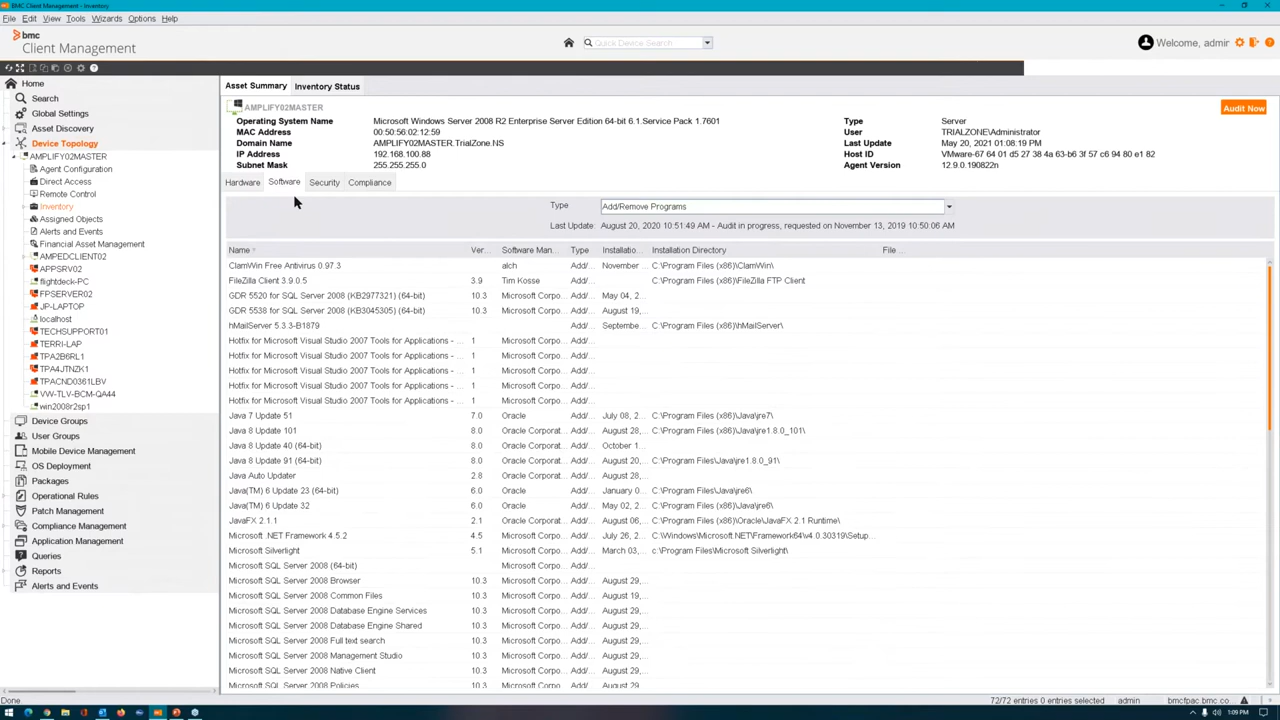 BMC Client Management - Inventory
File Edit View Tools Wizards Options Help
bmc
Client Management
Quick Device Search
Welcome, admin
Home
Search
Global Settings
Asset Discovery
Device Topology
AMPLIFY02MASTER
Agent Configuration
Direct Access
Remote Control
Inventory
Assigned Objects
Alerts and Events
Financial Asset Management
AMPEDCLIENT02
APPSRV02
flightdeck-PC
FPSERVER02
JP-LAPTOP
localhost
TECHSUPPORT01
TERRI-LAP
TPA2B6RL1
TPA4JTNZK1
TPACND0361LBV
VW-TLV-BCM-QA44
win2008r2sp1
Device Groups
User Groups
Mobile Device Management
OS Deployment
Packages
Operational Rules
Patch Management
Compliance Management
Application Management
Queries
Reports
Alerts and Events
Asset Summary Inventory Status
AMPLIFY02MASTER
Audit Now
Operating System Name Microsoft Windows Server 2008 R2 Enterprise Server Edition 64-bit 6.1.Service Pack 1.7601 Type Server
MAC Address 00:50:56:02:12:59 User TRIALZONE\Administrator
Domain Name AMPLIFY02MASTER.TrialZone.NS Last Update May 20, 2021 01:08:19 PM
IP Address 192.168.100.88 Host ID VMware-67 64 01 d5 27 38 4a 63-b6 3f 57 c6 94 80 e1 82
Subnet Mask 255.255.255.0 Agent Version 12.9.0.190822n
Hardware Software Security Compliance
Type Add/Remove Programs
Last Update: August 20, 2020 10:51:49 AM - Audit in progress, requested on November 13, 2019 10:50:06 AM
Name Ver... Software Man... Type Installatio... Installation Directory File ...
ClamWin Free Antivirus 0.97.3 alch Add/... November ... C:\Program Files (x86)\ClamWin\
FileZilla Client 3.9.0.5 3.9 Tim Kosse Add/... C:\Program Files (x86)\FileZilla FTP Client
GDR 5520 for SQL Server 2008 (KB2977321) (64-bit) 10.3 Microsoft Corpo... Add/... May 04, 2...
GDR 5538 for SQL Server 2008 (KB3045305) (64-bit) 10.3 Microsoft Corpo... Add/... August 19,...
hMailServer 5.3.3-B1879 Add/... Septembe... C:\Program Files (x86)\hMailServer\
Hotfix for Microsoft Visual Studio 2007 Tools for Applications - ... 1 Microsoft Corpo... Add/...
Hotfix for Microsoft Visual Studio 2007 Tools for Applications - ... 1 Microsoft Corpo... Add/...
Hotfix for Microsoft Visual Studio 2007 Tools for Applications - ... 1 Microsoft Corpo... Add/...
Hotfix for Microsoft Visual Studio 2007 Tools for Applications - ... 1 Microsoft Corpo... Add/...
Hotfix for Microsoft Visual Studio 2007 Tools for Applications - ... 1 Microsoft Corpo... Add/...
Java 7 Update 51 7.0 Oracle Add/... July 08, 2... C:\Program Files (x86)\Java\jre7\
Java 8 Update 101 8.0 Oracle Corporat... Add/... August 28,... C:\Program Files (x86)\Java\jre1.8.0_101\
Java 8 Update 40 (64-bit) 8.0 Oracle Corporat... Add/... October 1...
Java 8 Update 91 (64-bit) 8.0 Oracle Corporat... Add/... August 20,... C:\Program Files\Java\jre1.8.0_91\
Java Auto Updater 2.8 Oracle Corporat... Add/... August 28,...
Java(TM) 6 Update 23 (64-bit) 6.0 Oracle Add/... January 0... C:\Program Files\Java\jre6\
Java(TM) 6 Update 32 6.0 Oracle Add/... May 02, 2... C:\Program Files (x86)\Java\jre6\
JavaFX 2.1.1 2.1 Oracle Corporat... Add/... August 06,... C:\Program Files (x86)\Oracle\JavaFX 2.1 Runtime\
Microsoft .NET Framework 4.5.2 4.5 Microsoft Corpo... Add/... July 26, 2... C:\Windows\Microsoft.NET\Framework64\v4.0.30319\Setup...
Microsoft Silverlight 5.1 Microsoft Corpo... Add/... March 03,... c:\Program Files\Microsoft Silverlight\
Microsoft SQL Server 2008 (64-bit) Microsoft Corpo... Add/...
Microsoft SQL Server 2008 Browser 10.3 Microsoft Corpo... Add/... August 29,...
Microsoft SQL Server 2008 Common Files 10.3 Microsoft Corpo... Add/... August 19,...
Microsoft SQL Server 2008 Database Engine Services 10.3 Microsoft Corpo... Add/... August 29,...
Microsoft SQL Server 2008 Database Engine Shared 10.3 Microsoft Corpo... Add/... August 29,...
Microsoft SQL Server 2008 Full text search 10.3 Microsoft Corpo... Add/... August 29,...
Microsoft SQL Server 2008 Management Studio 10.3 Microsoft Corpo... Add/... August 29,...
Microsoft SQL Server 2008 Native Client 10.3 Microsoft Corpo... Add/... August 29,...
Microsoft SQL Server 2008 Policies 10.3 Microsoft Corpo... Add/... August 29,...
Done 72/72 entries 0 entries selected admin bmcfpac.bmc.co
1:09 PM